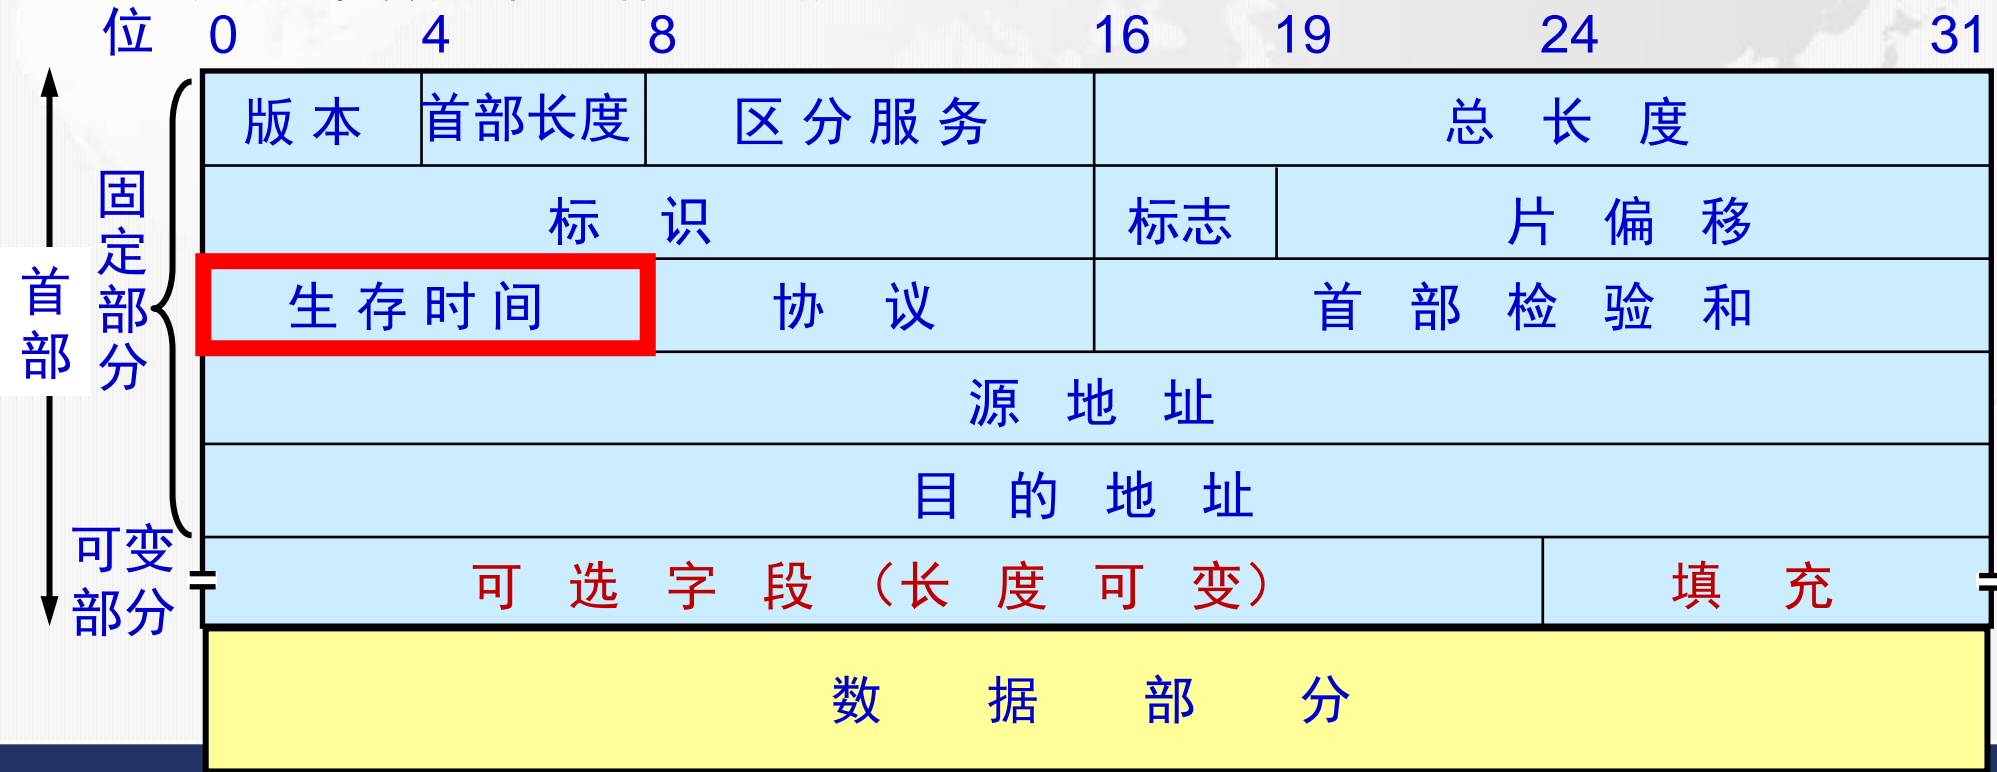 位 0 4 8 16 19 24 31
版本 首部长度 区分服务 总长度
标识 标志 片偏移
生存时间 协议 首部检验和
源地址
目的地址
可选字段（长度可变） 填充
数据部分
首部
固定部分
可变部分